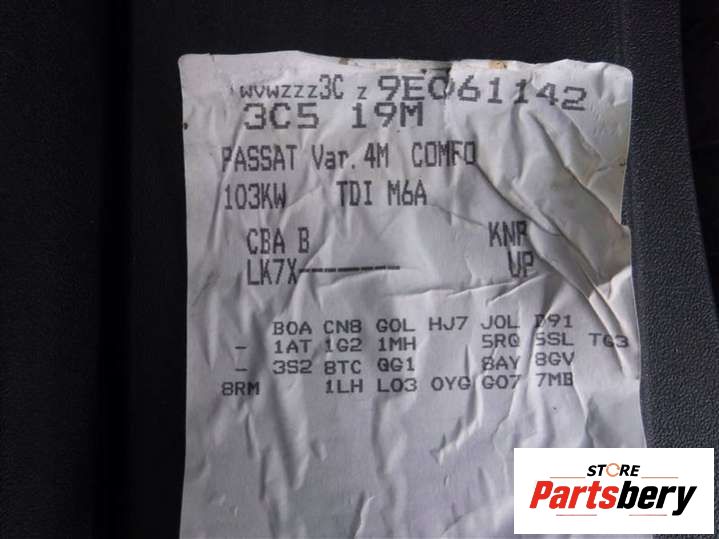 WVWZZZ3C Z 9E061142
3C5 19M
PASSAT Var. 4M COMFO
103KW TDI M6A
CBA B KNP
LK7X-------- UP
BOA CN8 GOL HJ7 JOL D91
- 1AT 1G2 1MH 5RQ 5SL TG3
- 3S2 8TC QG1 8AY 8GV
8RM 1LH LO3 OYG GO7 7MB
STORE
Partsbery